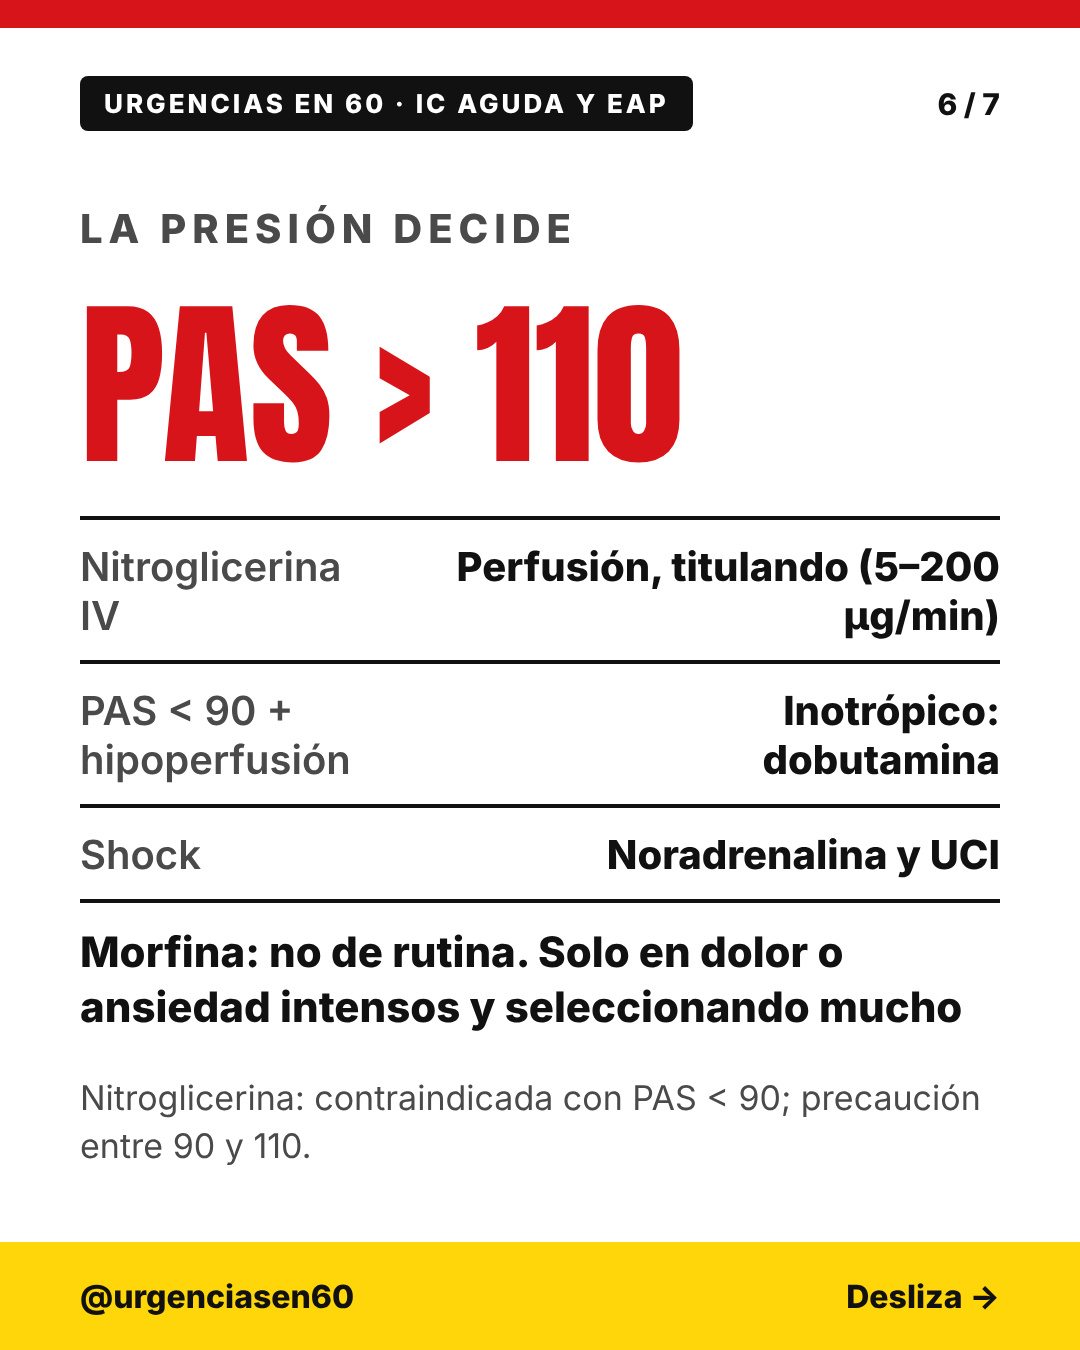 URGENCIAS EN 60 · IC AGUDA Y EAP
6 / 7
LA PRESIÓN DECIDE
PAS > 110
Nitroglicerina IV
Perfusión, titulando (5–200 µg/min)
PAS < 90 + hipoperfusión
Inotrópico: dobutamina
Shock
Noradrenalina y UCI
Morfina: no de rutina. Solo en dolor o
ansiedad intensos y seleccionando mucho
Nitroglicerina: contraindicada con PAS < 90; precaución
entre 90 y 110.
@urgenciasen60
Desliza →